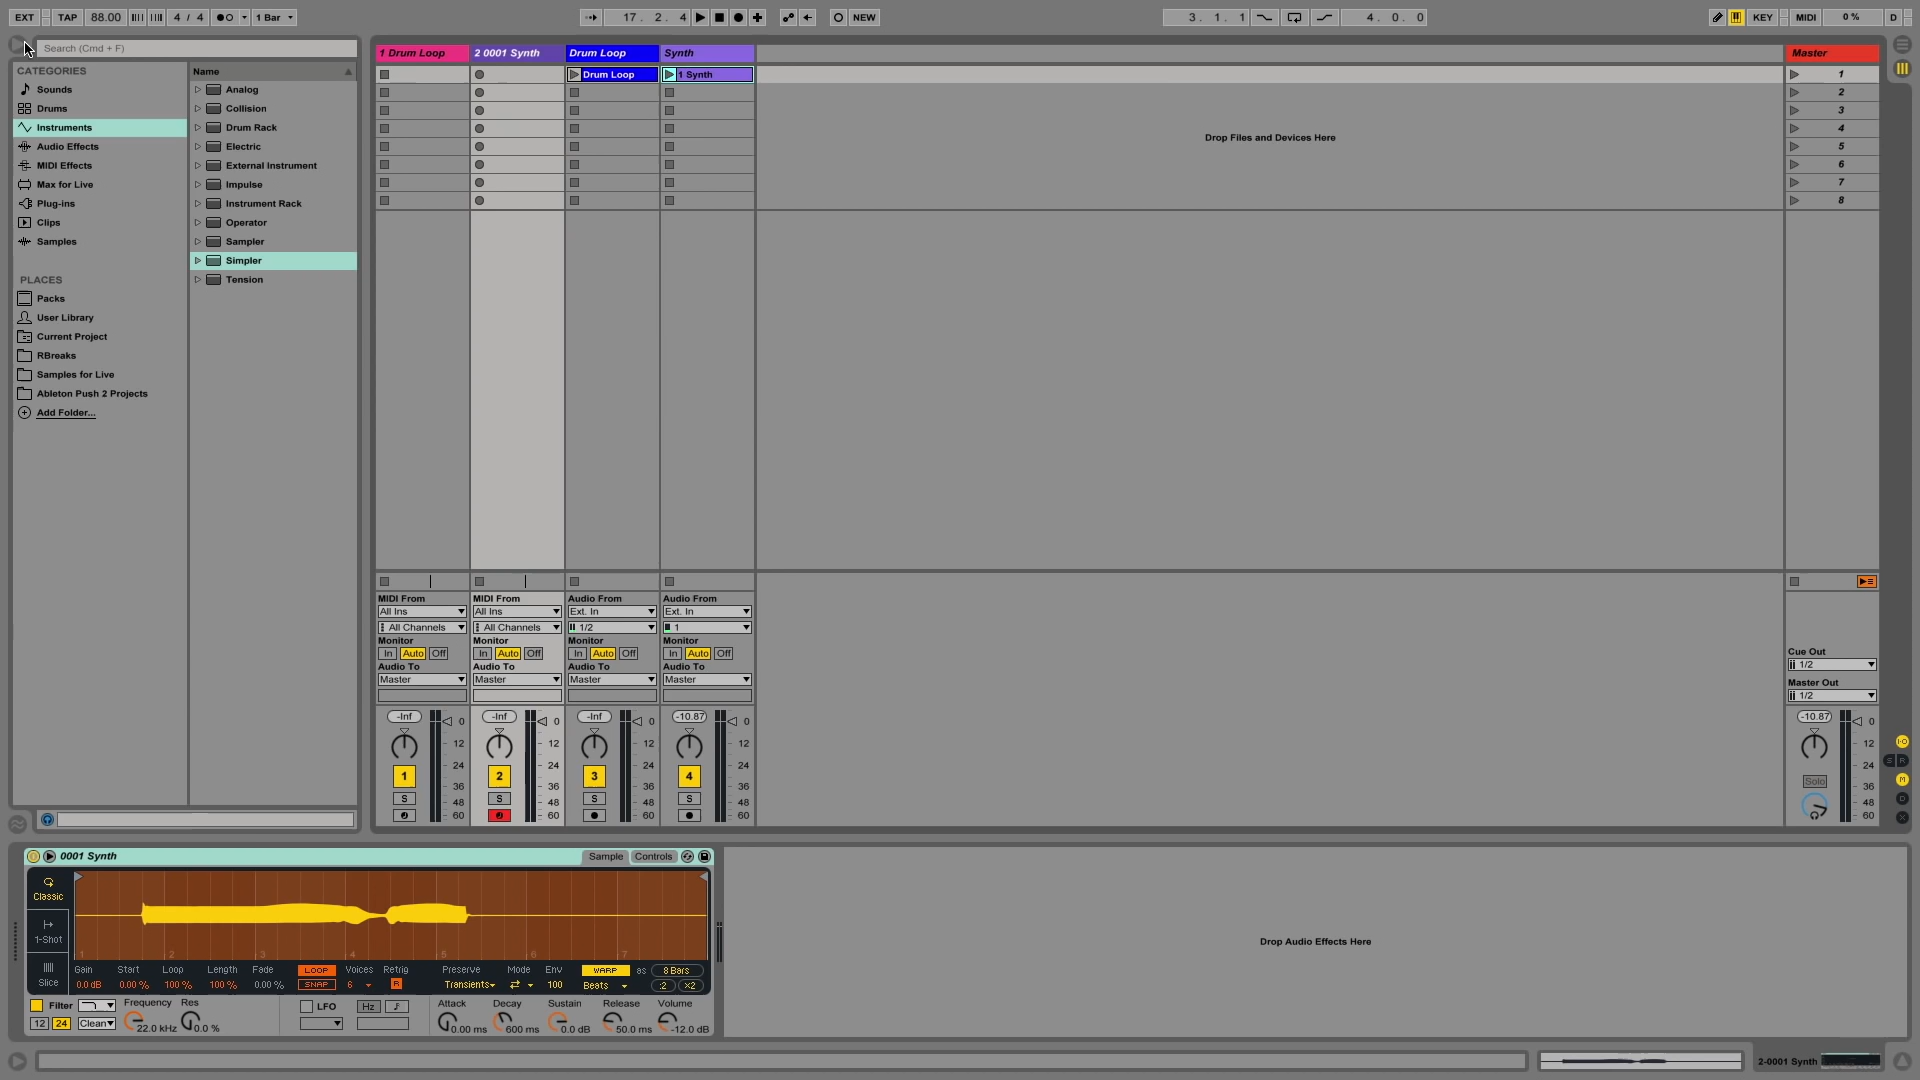 EXT TAP 88.00 4 / 4 1 Bar 17. 2. 4 NEW 3. 1. 1 4. 0. 0 KEY MIDI 0 % D
Search (Cmd + F)
CATEGORIES
Sounds
Drums
Instruments
Audio Effects
MIDI Effects
Max for Live
Plug-ins
Clips
Samples
PLACES
Packs
User Library
Current Project
RBreaks
Samples for Live
Ableton Push 2 Projects
Add Folder...
Name
Analog
Collision
Drum Rack
Electric
External Instrument
Impulse
Instrument Rack
Operator
Sampler
Simpler
Tension
1 Drum Loop 2 0001 Synth Drum Loop Synth Master
Drum Loop 1 Synth 1
2
3
4
5
6
7
8
Drop Files and Devices Here
MIDI From MIDI From Audio From Audio From
All Ins All Ins Ext. In Ext. In
All Channels All Channels 1/2 1
Monitor Monitor Monitor Monitor
In Auto Off In Auto Off In Auto Off In Auto Off
Audio To Audio To Audio To Audio To
Master Master Master Master
Cue Out
1/2
Master Out
1/2
-Inf 0 -Inf 0 -Inf 0 -10.87 0 -10.87 0
12 12 12 12 12
24 24 24 24 24
1 2 3 4
36 36 36 36 Solo 36
S S S S
48 48 48 48 48
60 60 60 60 60
S R
M
D
X
0001 Synth Sample Controls
Classic
1-Shot
Slice
1 2 3 4 5 6 7
Gain Start Loop Length Fade LOOP Voices Retrig Preserve Mode Env WARP as 8 Bars
0.0 dB 0.00 % 100 % 100 % 0.00 % SNAP 6 R Transients 100 Beats :2 ×2
Filter Frequency Res LFO Hz Attack Decay Sustain Release Volume
12 24 Clean 22.0 kHz 0.0 % 0.00 ms 600 ms 0.0 dB 50.0 ms -12.0 dB
Drop Audio Effects Here
2-0001 Synth